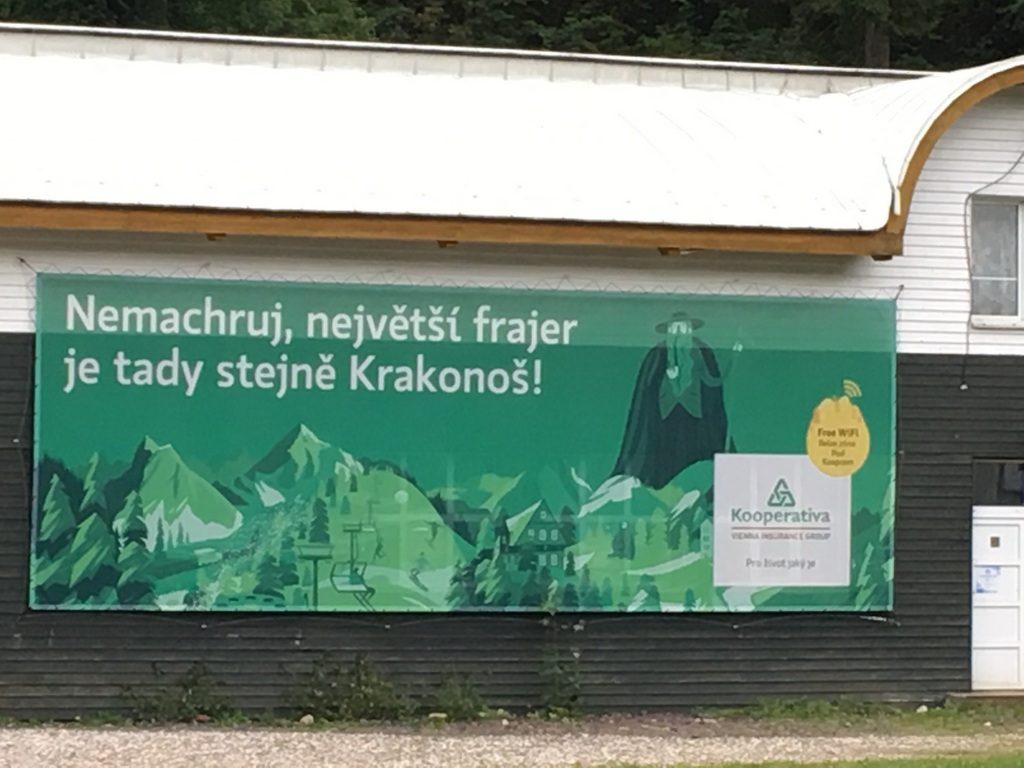 Nemachruj, největší frajer
je tady stejně Krakonoš!
Free WiFi
Kooperativa
VIENNA INSURANCE GROUP
Pro život jaký je